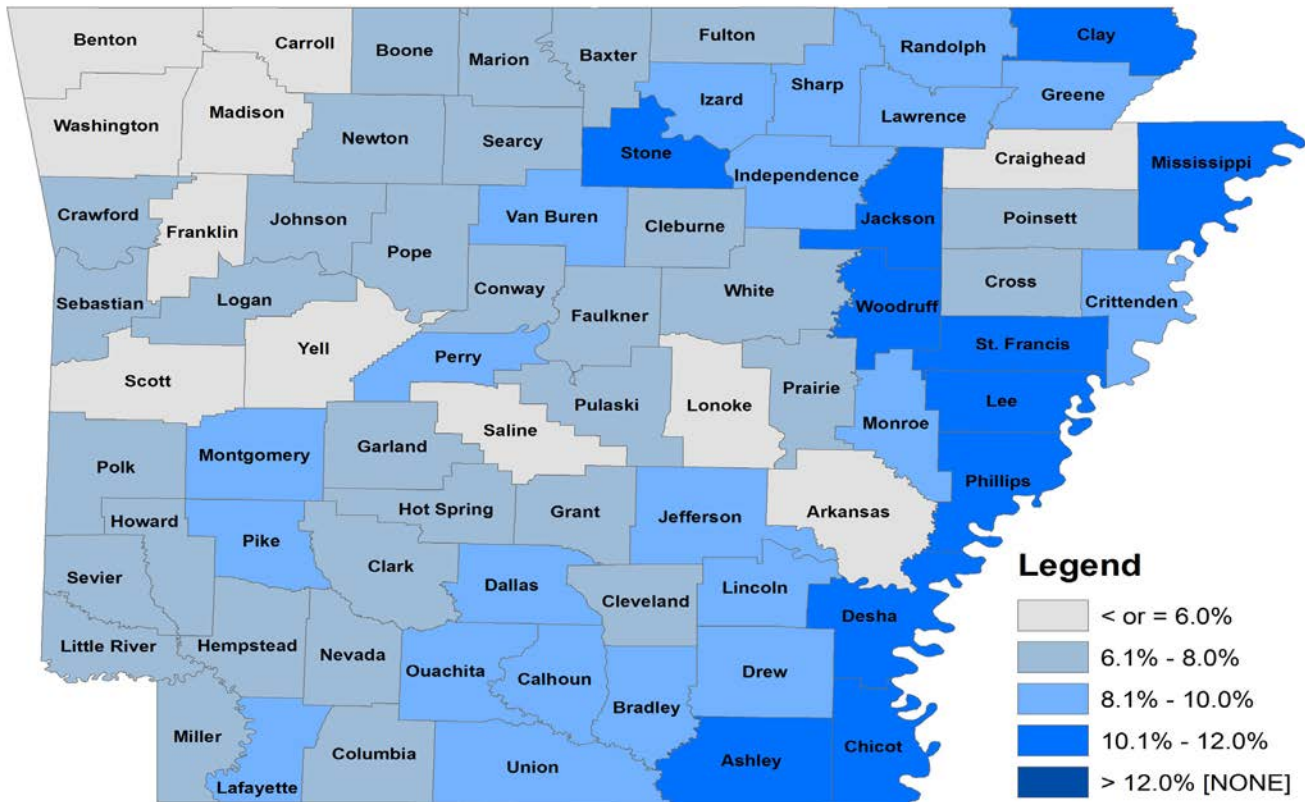 Benton
Carroll
Boone
Marion
Baxter
Fulton
Randolph
Clay
Sharp
Izard
Greene
Washington
Madison
Newton
Searcy
Stone
Lawrence
Craighead
Mississippi
Independence
Crawford
Franklin
Johnson
Pope
Van Buren
Cleburne
Jackson
Poinsett
Sebastian
Logan
Conway
Faulkner
White
Woodruff
Cross
Crittenden
Yell
Perry
St. Francis
Scott
Saline
Pulaski
Lonoke
Prairie
Monroe
Lee
Polk
Montgomery
Garland
Phillips
Howard
Pike
Hot Spring
Grant
Jefferson
Arkansas
Sevier
Clark
Dallas
Cleveland
Lincoln
Desha
Little River
Hempstead
Nevada
Ouachita
Calhoun
Bradley
Drew
Miller
Lafayette
Columbia
Union
Ashley
Chicot
Legend
< or = 6.0%
6.1% - 8.0%
8.1% - 10.0%
10.1% - 12.0%
> 12.0% [NONE]